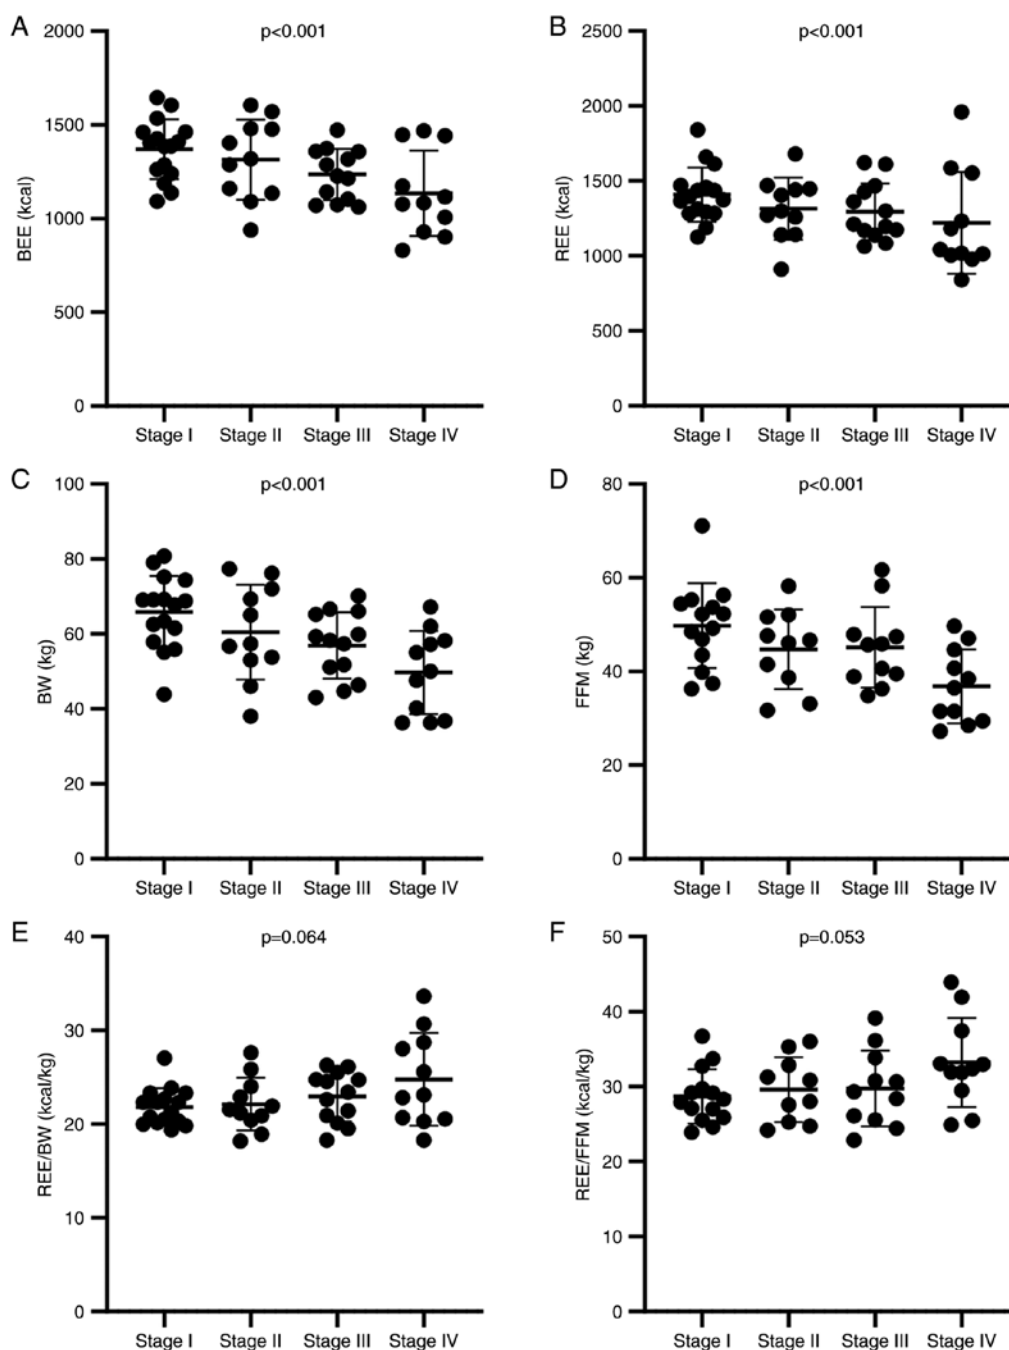 A
p<0.001
BEE (kcal)
2000
1500
1000
500
0
Stage I Stage II Stage III Stage IV
B
p<0.001
REE (kcal)
2500
2000
1500
1000
500
0
Stage I Stage II Stage III Stage IV
C
p<0.001
BW (kg)
100
80
60
40
20
0
Stage I Stage II Stage III Stage IV
D
p<0.001
FFM (kg)
80
60
40
20
0
Stage I Stage II Stage III Stage IV
E
p=0.064
REE/BW (kcal/kg)
40
30
20
10
0
Stage I Stage II Stage III Stage IV
F
p=0.053
REE/FFM (kcal/kg)
50
40
30
20
10
0
Stage I Stage II Stage III Stage IV